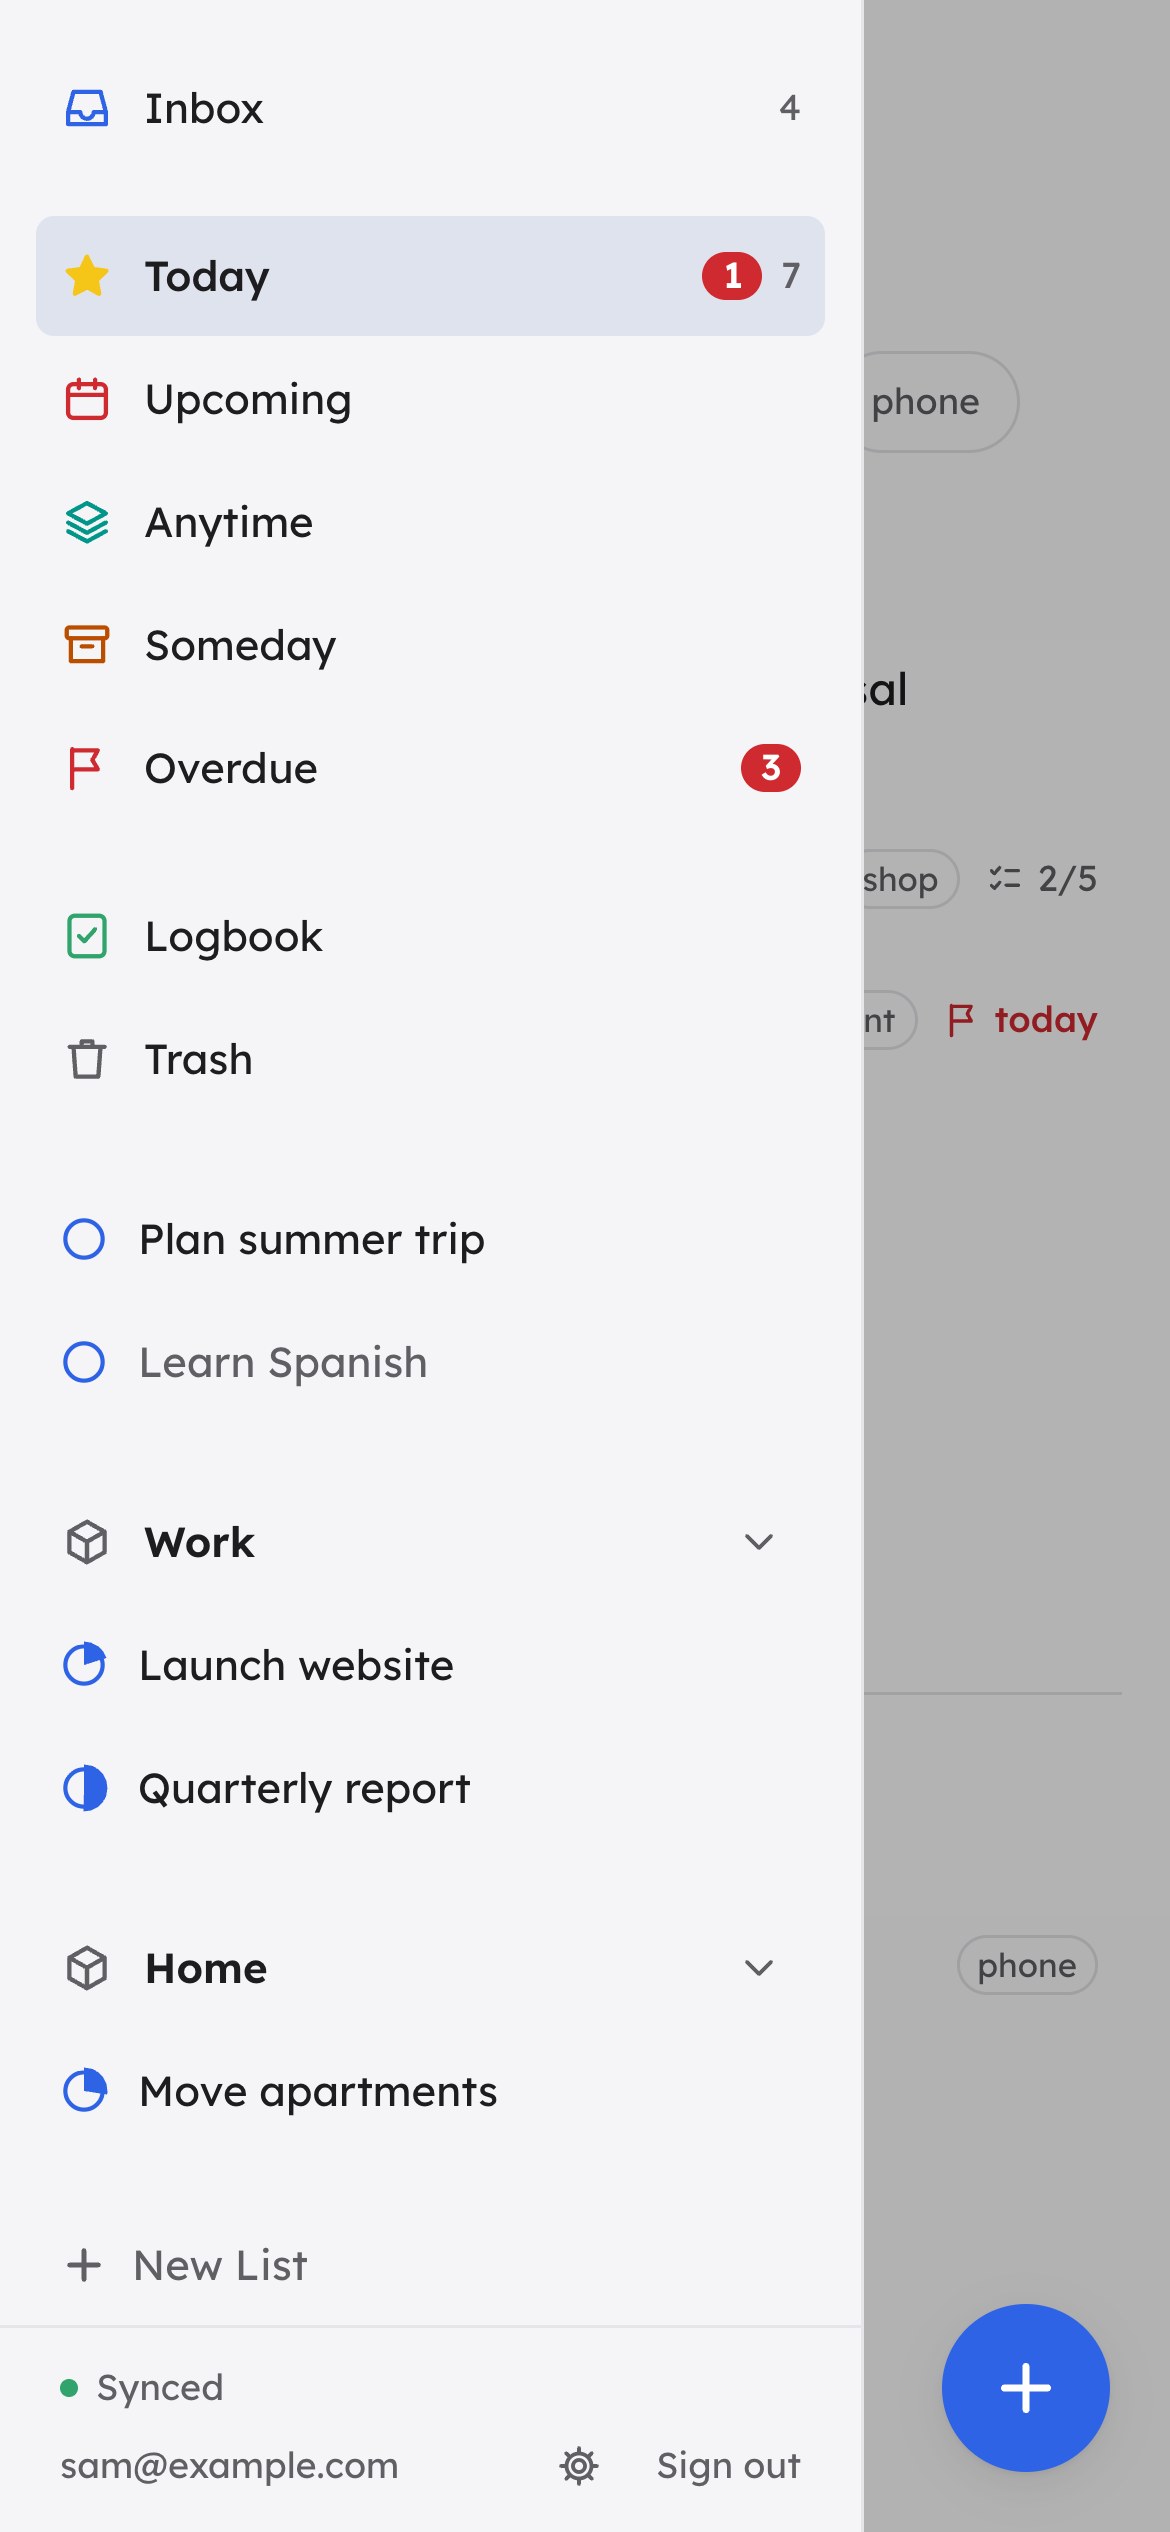 Inbox 4
Today 1 7
Upcoming
phone
Anytime
Someday
Overdue 3
shop 2/5
Logbook
today
Trash
Plan summer trip
Learn Spanish
Work
Launch website
Quarterly report
Home
phone
Move apartments
New List
Synced
sam@example.com Sign out